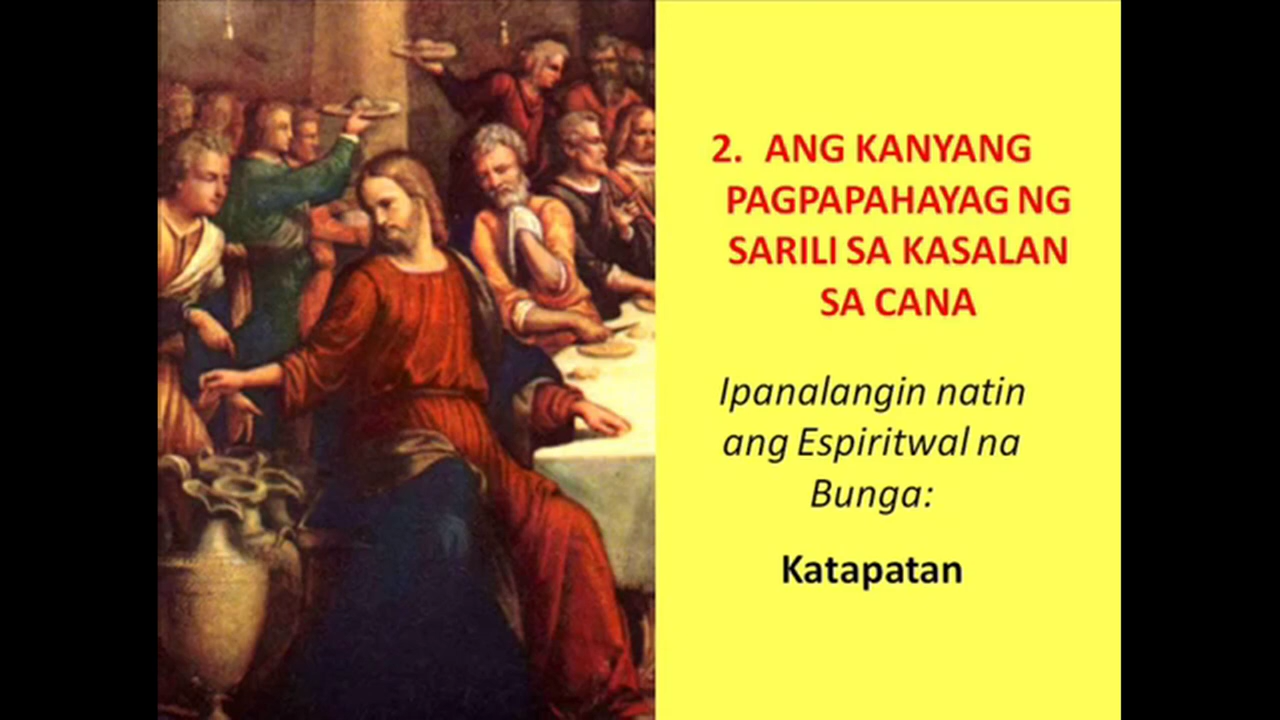 2. ANG KANYANG
PAGPAPAHAYAG NG
SARILI SA KASALAN
SA CANA
Ipanalangin natin
ang Espiritwal na
Bunga:
Katapatan